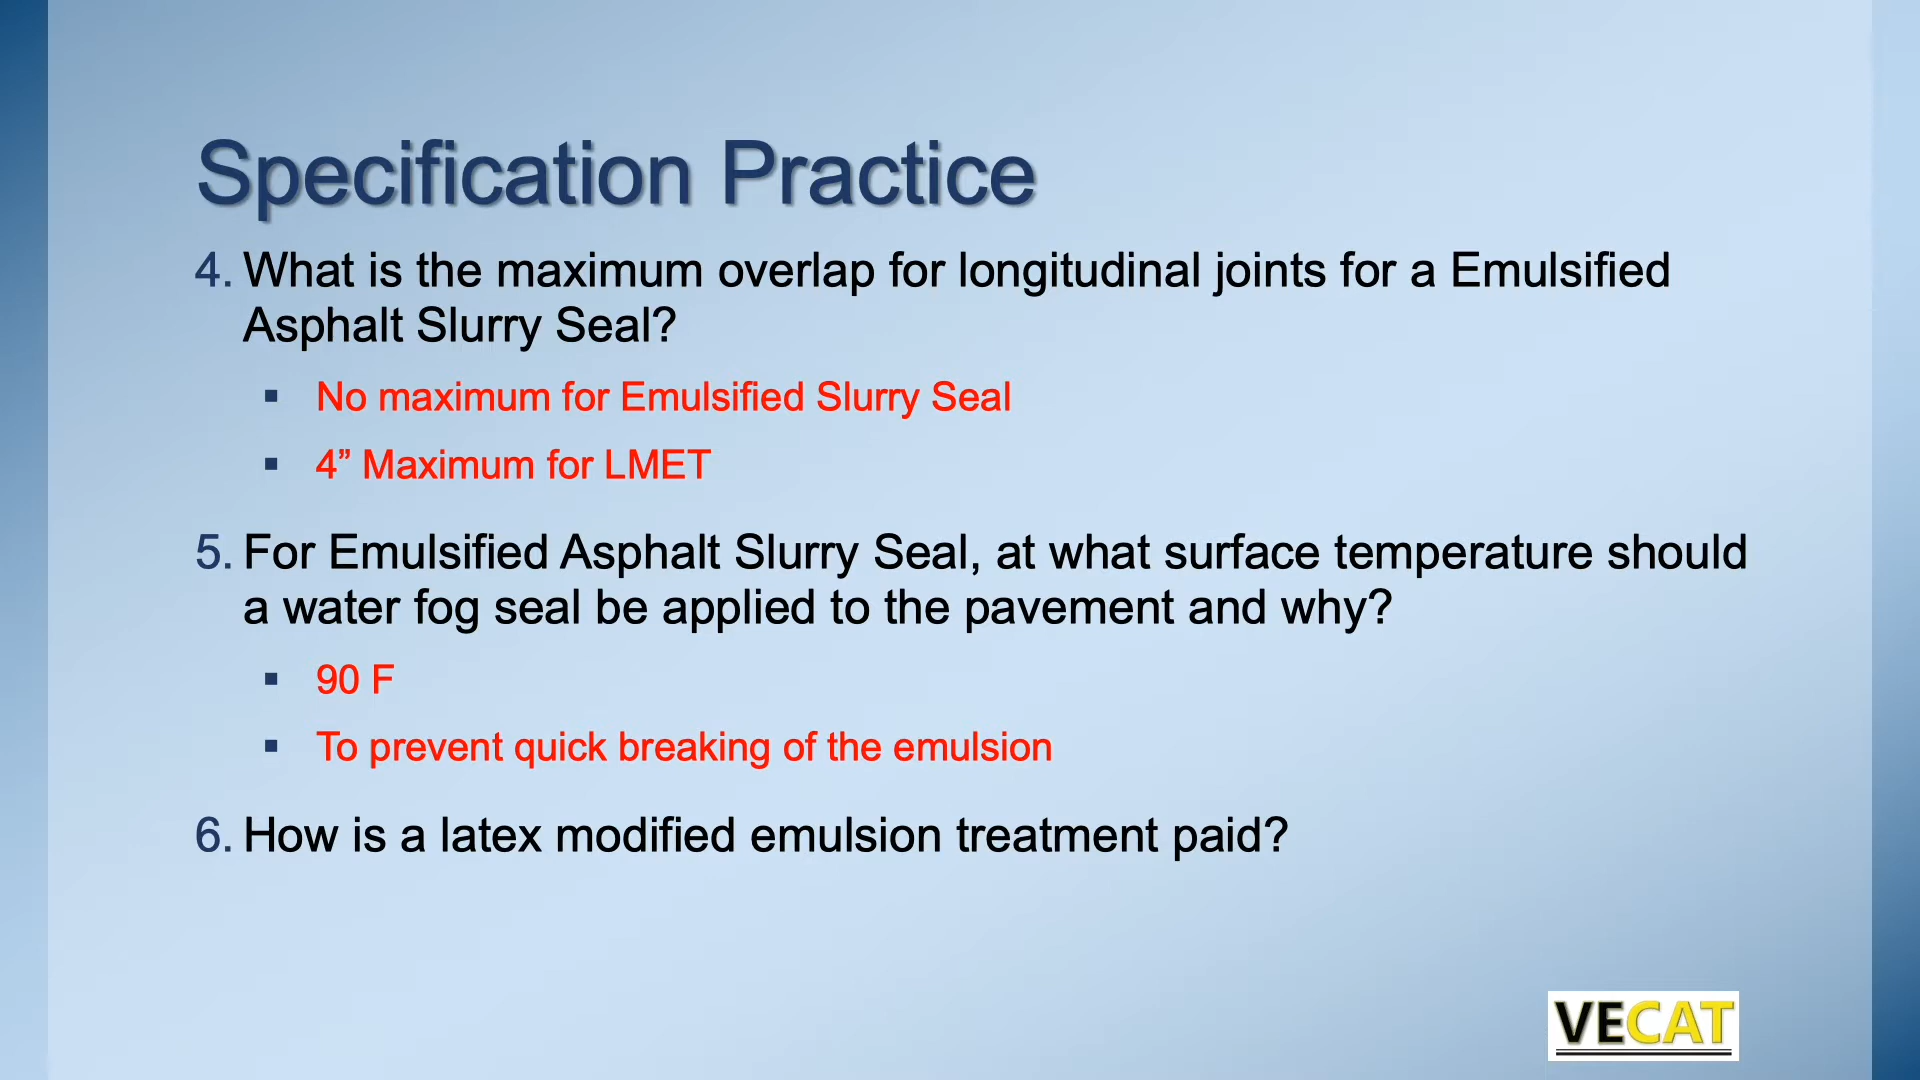 Specification Practice
4. What is the maximum overlap for longitudinal joints for a Emulsified
Asphalt Slurry Seal?
▪ No maximum for Emulsified Slurry Seal
▪ 4” Maximum for LMET
5. For Emulsified Asphalt Slurry Seal, at what surface temperature should
a water fog seal be applied to the pavement and why?
▪ 90 F
▪ To prevent quick breaking of the emulsion
6. How is a latex modified emulsion treatment paid?
VECAT